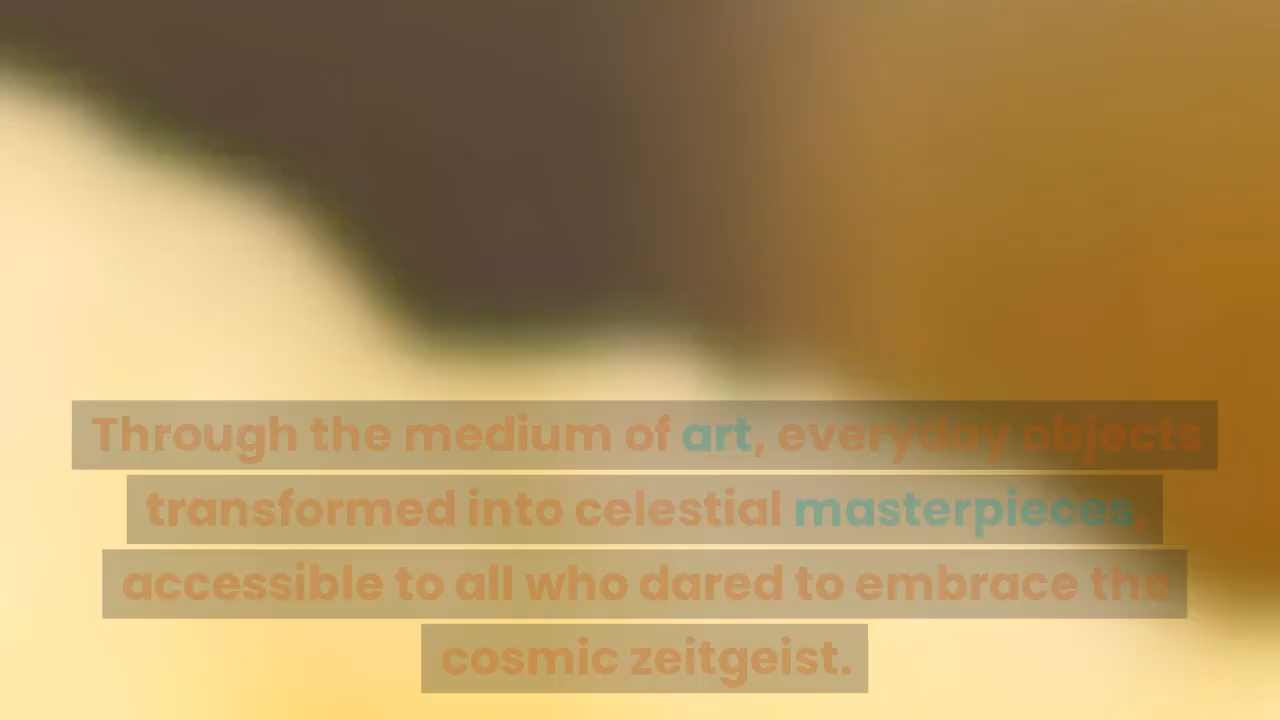 Through the medium of art, everyday objects
transformed into celestial masterpieces,
accessible to all who dared to embrace the
cosmic zeitgeist.